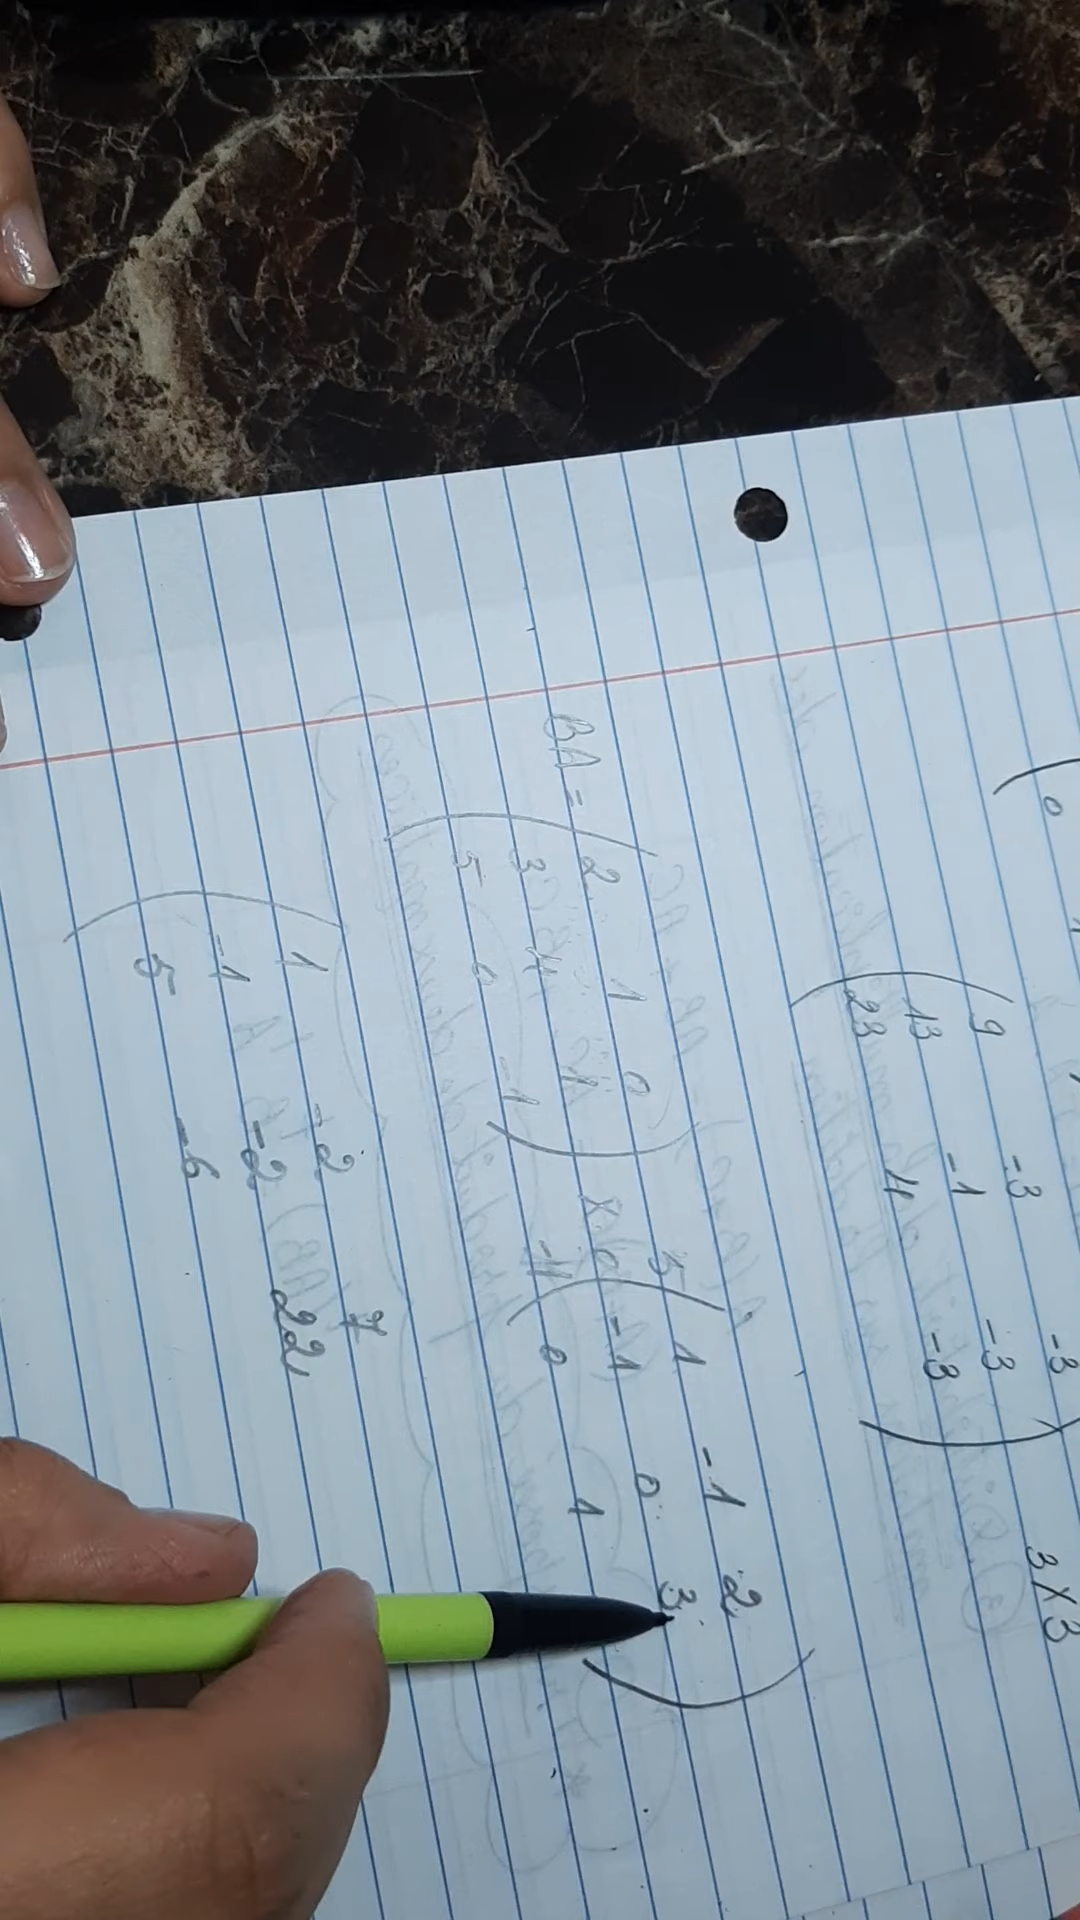 ( 0 1
9 -3 -3
( 13 -1 -3 ) 3X3
23 4 -3
2 1 0 5 1 -1 2
BA = ( 3 4 1 ) X ( -1 0 3 )
5 0 -1 0 1
1 -2 7
( -1 -2 22
5 -6